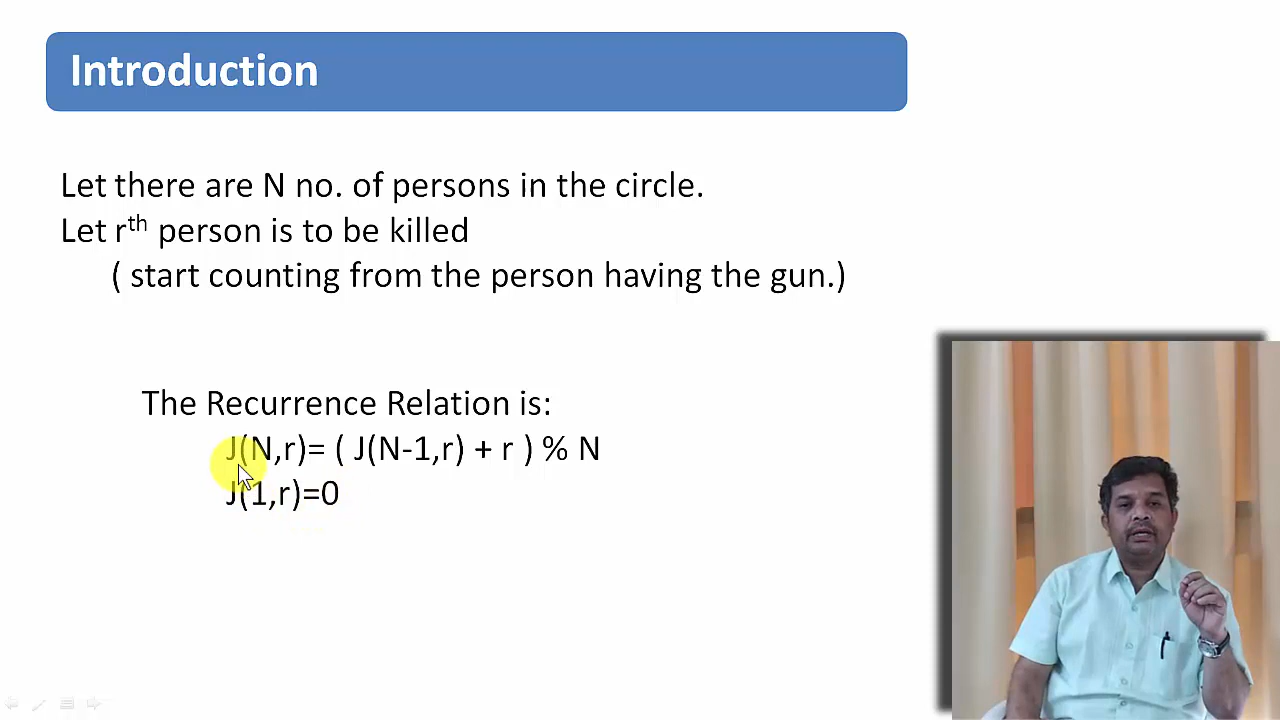 Introduction
Let there are N no. of persons in the circle.
Let rth person is to be killed
( start counting from the person having the gun.)
The Recurrence Relation is:
J(N,r)= ( J(N-1,r) + r ) % N
J(1,r)=0